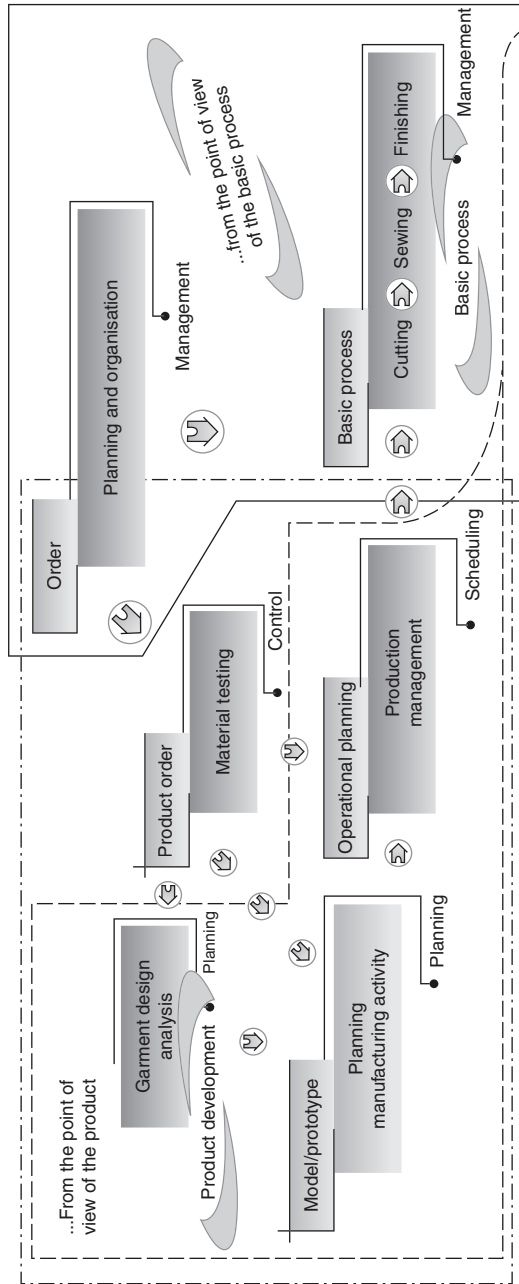 ...From the point of
view of the product
Garment design
analysis
Planning
Product development
Model/prototype
Planning
manufacturing activity
Planning
Product order
Material testing
Control
Operational planning
Production
management
Scheduling
Order
Planning and organisation
Management
...from the point of view
of the basic process
Basic process
Cutting Sewing Finishing
Management
Basic process